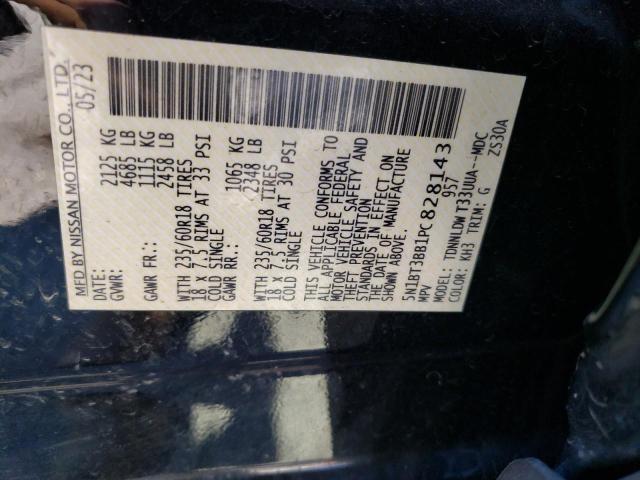 MFD BY NISSAN MOTOR CO., LTD.
DATE: 05/23
GVWR: 2125 KG
4685 LB
GAWR FR.: 1115 KG
2458 LB
WITH 235/60R18 TIRES
18 X 7.5 RIMS AT 33 PSI
COLD SINGLE
GAWR RR.: 1065 KG
2348 LB
WITH 235/60R18 TIRES
18 X 7.5 RIMS AT 30 PSI
COLD SINGLE
THIS VEHICLE CONFORMS TO
ALL APPLICABLE FEDERAL
MOTOR VEHICLE SAFETY AND
THEFT PREVENTION
STANDARDS IN EFFECT ON
THE DATE OF MANUFACTURE
SHOWN ABOVE.
5N1BT3BB1PC828143
MPV 957
MODEL: TDNNLDWT33UUA--MDC
COLOR: KH3 TRIM: G ZS30A